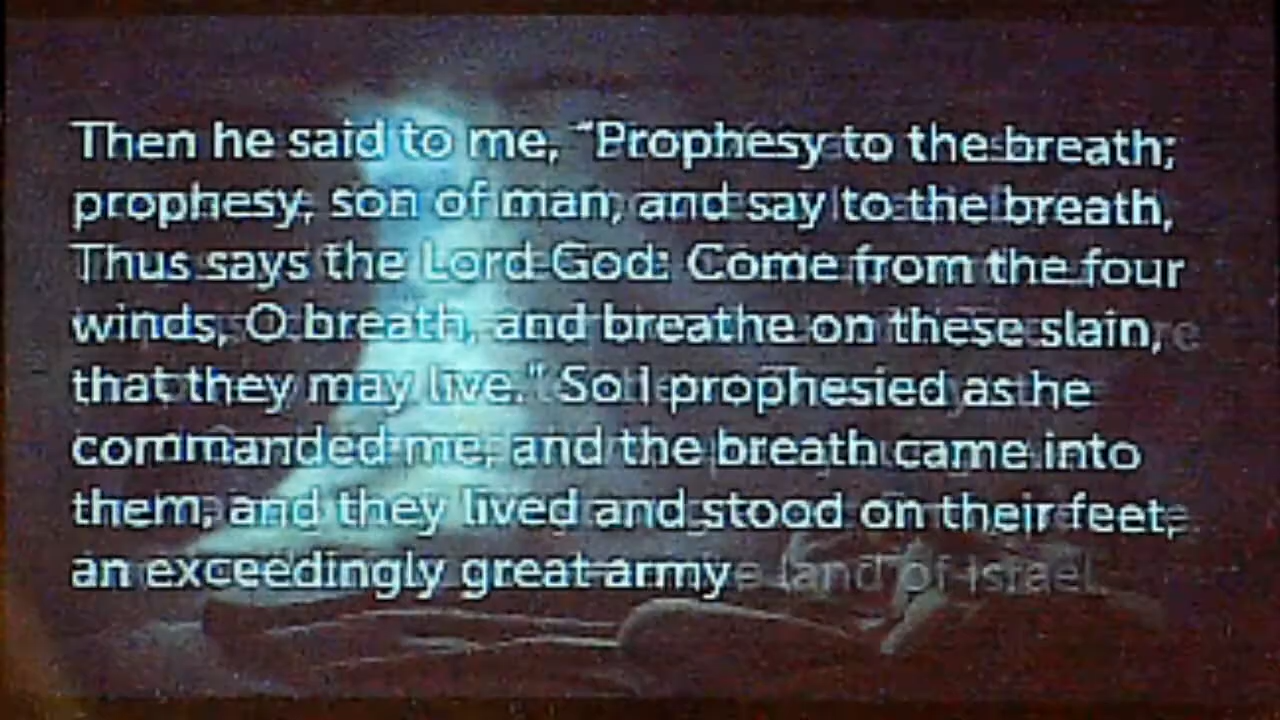 Then he said to me, “Prophesy to the breath;
prophesy, son of man, and say to the breath,
Thus says the Lord God: Come from the four
winds, O breath, and breathe on these slain,
that they may live." So I prophesied as he
commanded me, and the breath came into
them, and they lived and stood on their feet,
an exceedingly great army
land of Israel.